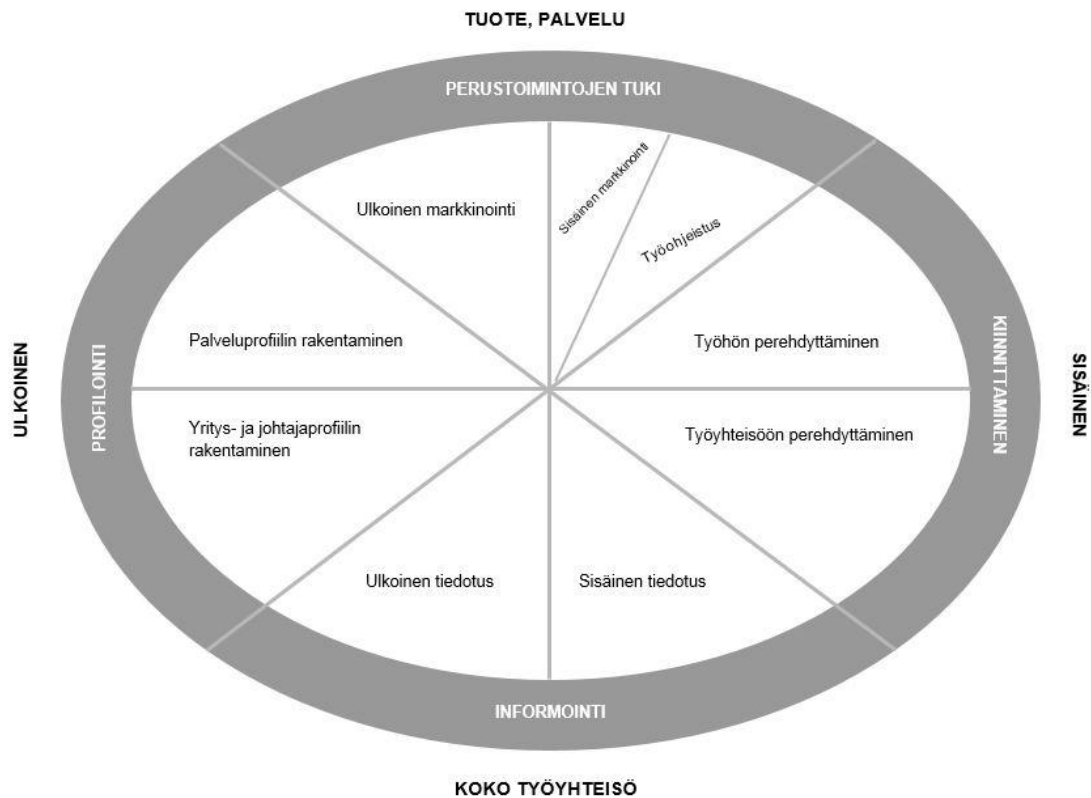 TUOTE, PALVELU
PERUSTOIMINTOJEN TUKI
Ulkoinen markkinointi
Sisäinen markkinointi
Työohjeistus
Palveluprofiilin rakentaminen
Työhön perehdyttäminen
ULKOINEN
PROFILOINTI
KIINNITTAMINEN
SISÄINEN
Yritys- ja johtajaprofiilin
rakentaminen
Työyhteisöön perehdyttäminen
Ulkoinen tiedotus
Sisäinen tiedotus
INFORMOINTI
KOKO TYÖYHTEISÖ